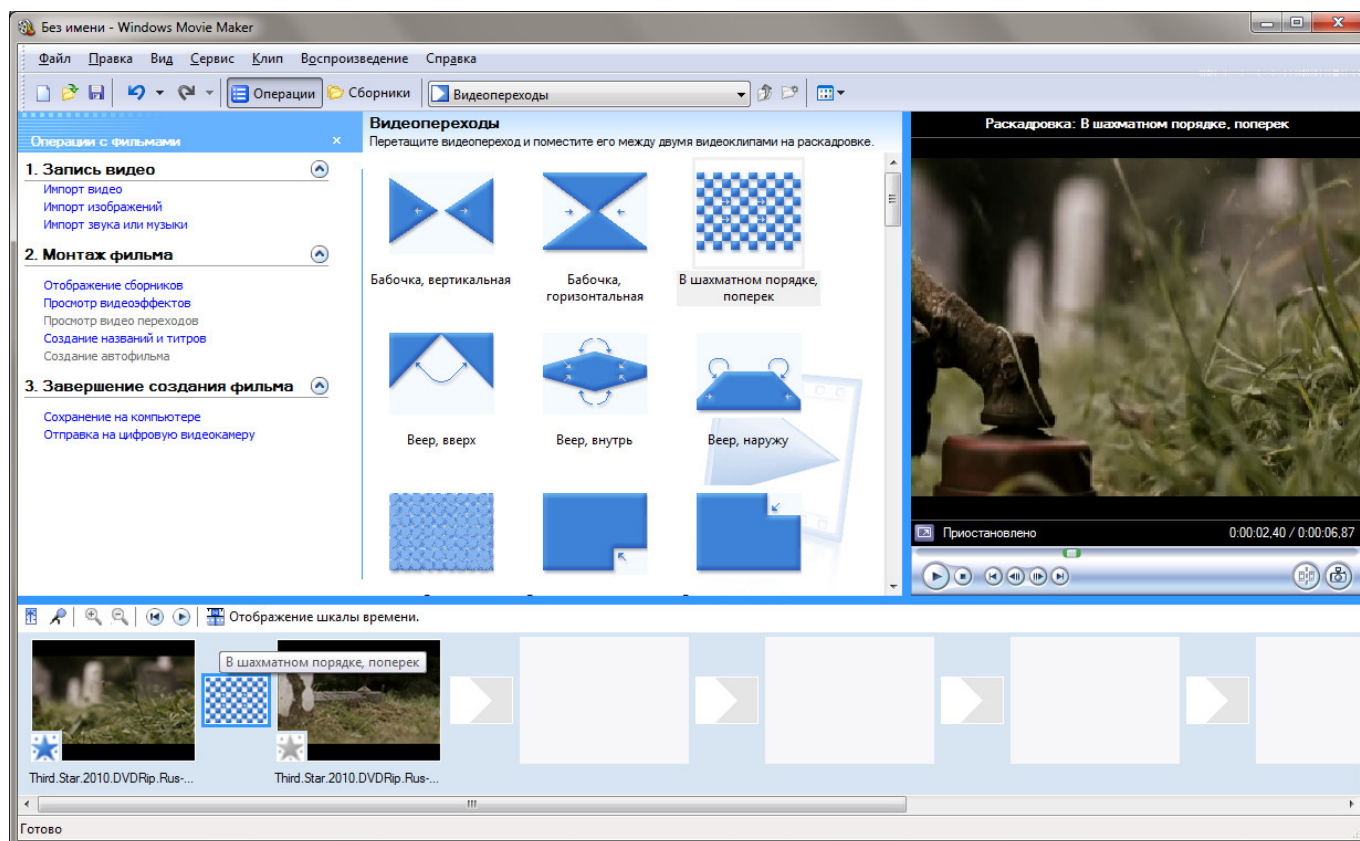 Без имени - Windows Movie Maker
Файл Правка Вид Сервис Клип Воспроизведение Справка
Операции Сборники Видеопереходы
Операции с фильмами
1. Запись видео
Импорт видео
Импорт изображений
Импорт звука или музыки
2. Монтаж фильма
Отображение сборников
Просмотр видеоэффектов
Просмотр видео переходов
Создание названий и титров
Создание автофильма
3. Завершение создания фильма
Сохранение на компьютере
Отправка на цифровую видеокамеру
Видеопереходы
Перетащите видеопереход и поместите его между двумя видеоклипами на раскадровке.
Бабочка, вертикальная
Бабочка,
горизонтальная
В шахматном порядке,
поперек
Веер, вверх
Веер, внутрь
Веер, наружу
Раскадровка: В шахматном порядке, поперек
Приостановлено 0:00:02,40 / 0:00:06,87
Отображение шкалы времени.
В шахматном порядке, поперек
Third.Star.2010.DVDRip.Rus-...
Third.Star.2010.DVDRip.Rus-...
Готово